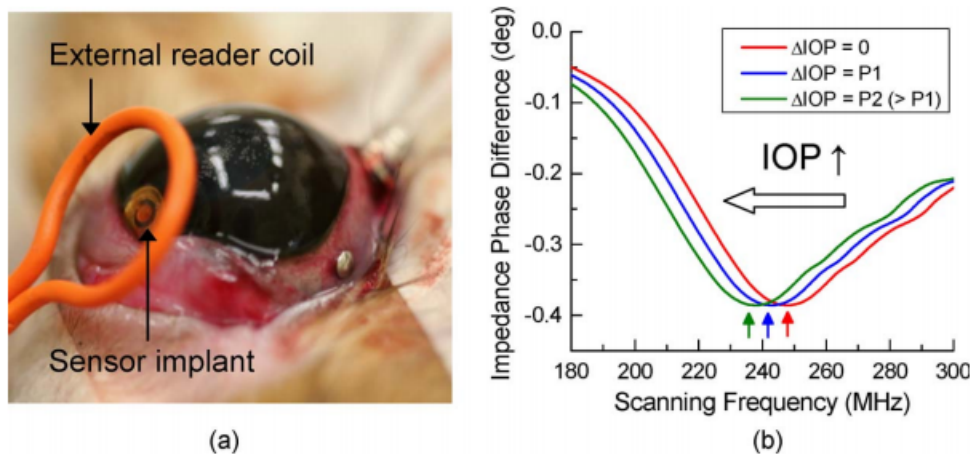 External reader coil
Sensor implant
(a)
Impedance Phase Difference (deg)
0.0
-0.1
-0.2
-0.3
-0.4
ΔIOP = 0
ΔIOP = P1
ΔIOP = P2 (> P1)
IOP ↑
180 200 220 240 260 280 300
Scanning Frequency (MHz)
(b)